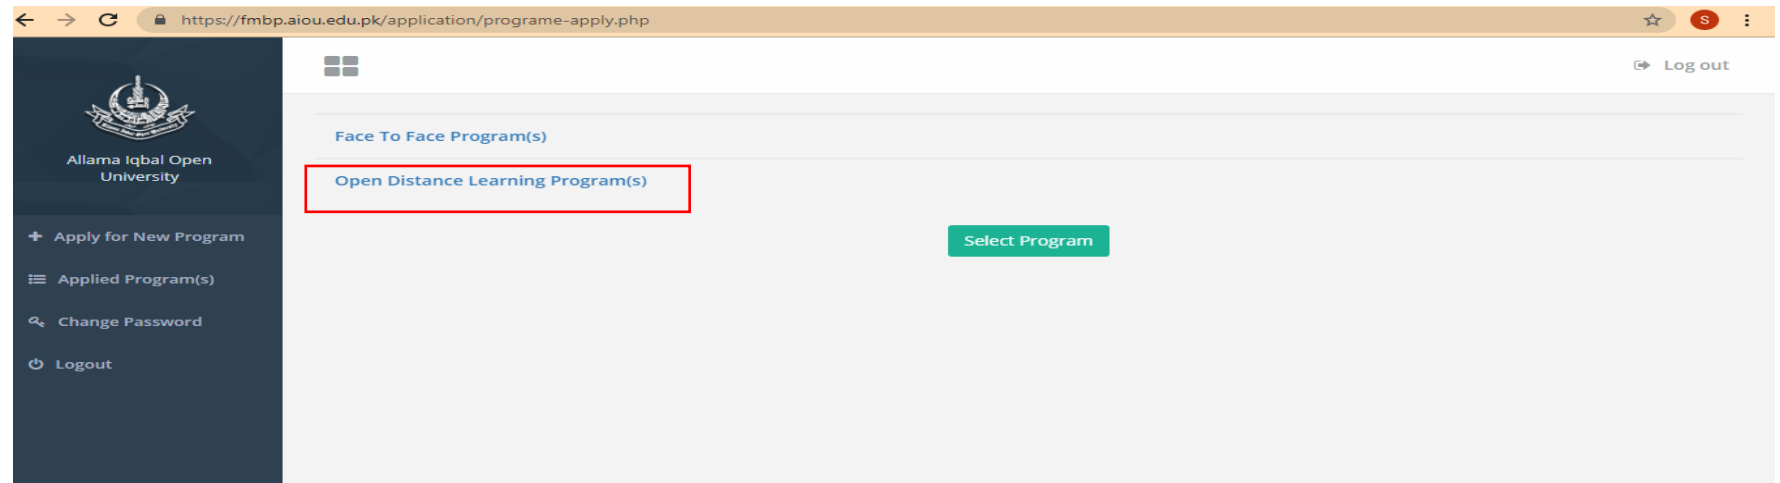 https://fmbp.aiou.edu.pk/application/programe-apply.php
S
Log out
Allama Iqbal Open
University
Face To Face Program(s)
Open Distance Learning Program(s)
Select Program
Apply for New Program
Applied Program(s)
Change Password
Logout